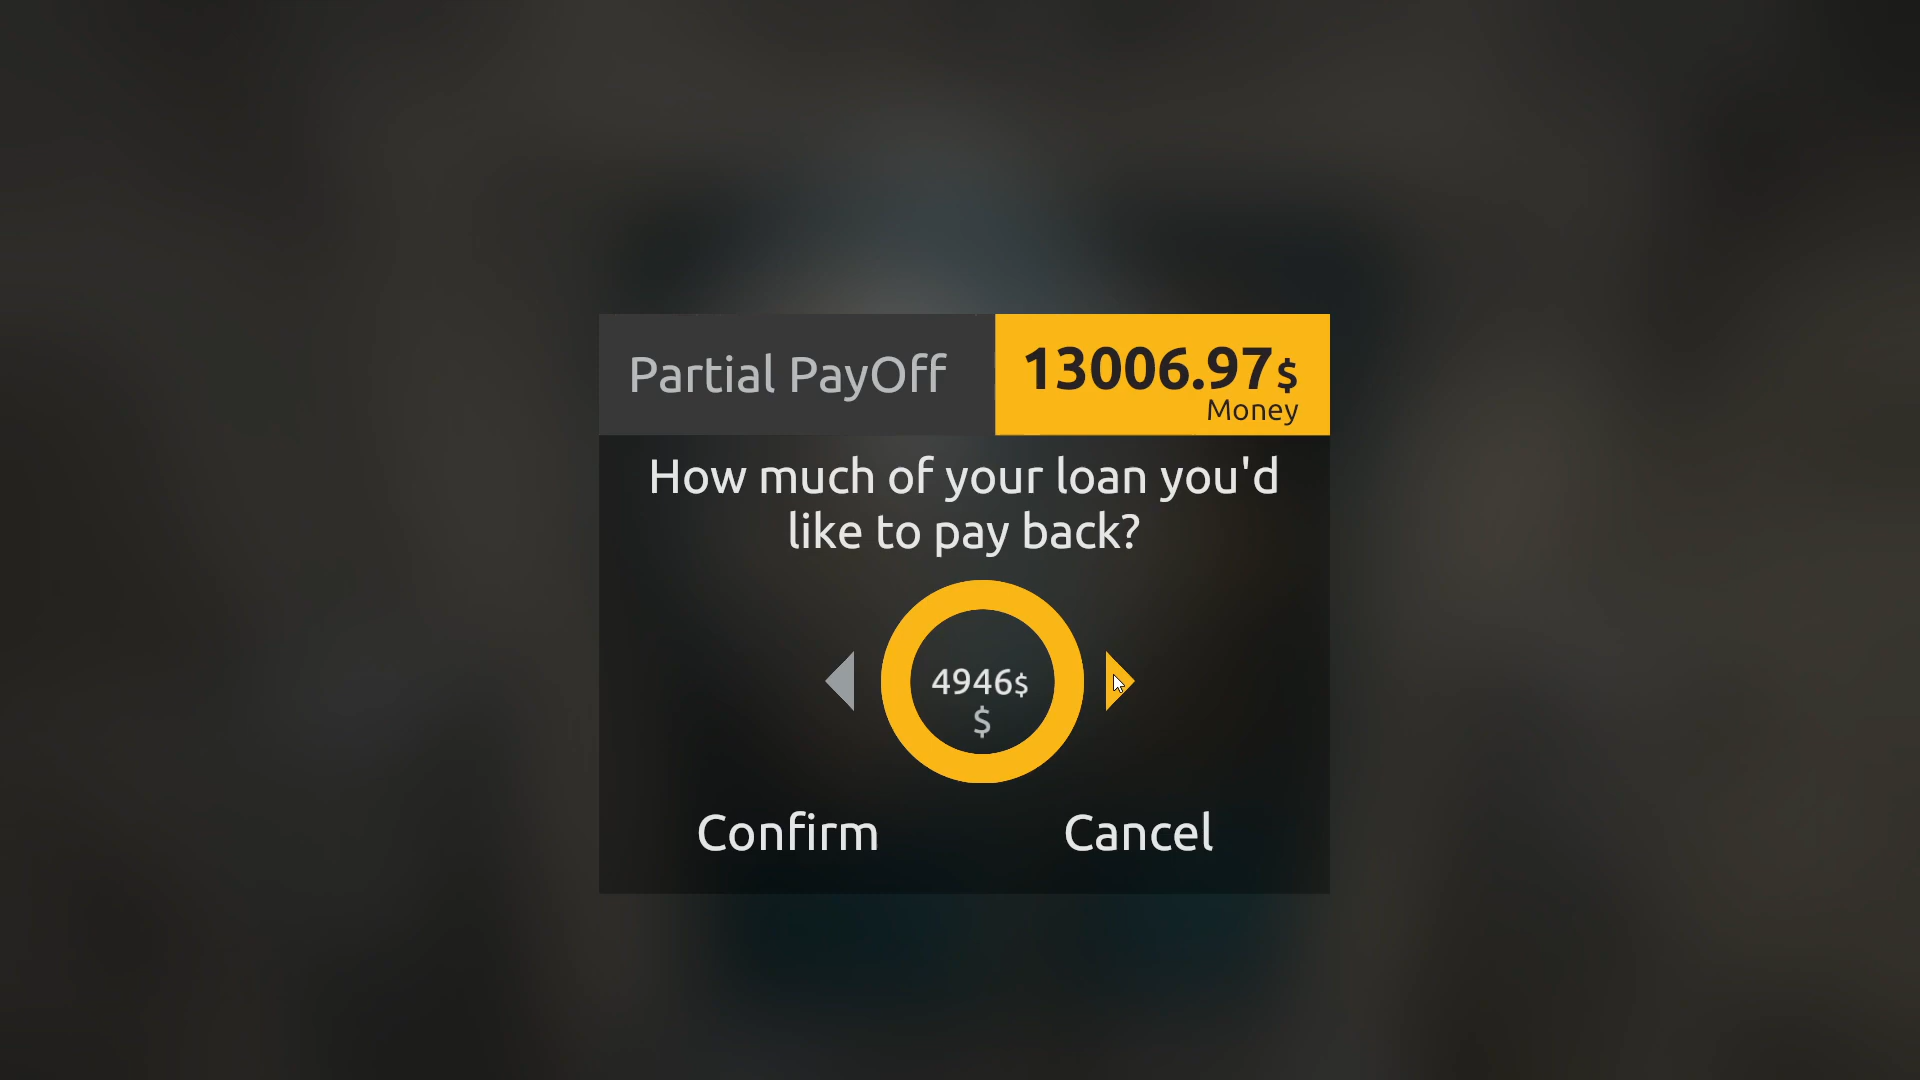 Partial PayOff
13006.97$
Money
How much of your loan you'd
like to pay back?
4946$
$
Confirm
Cancel